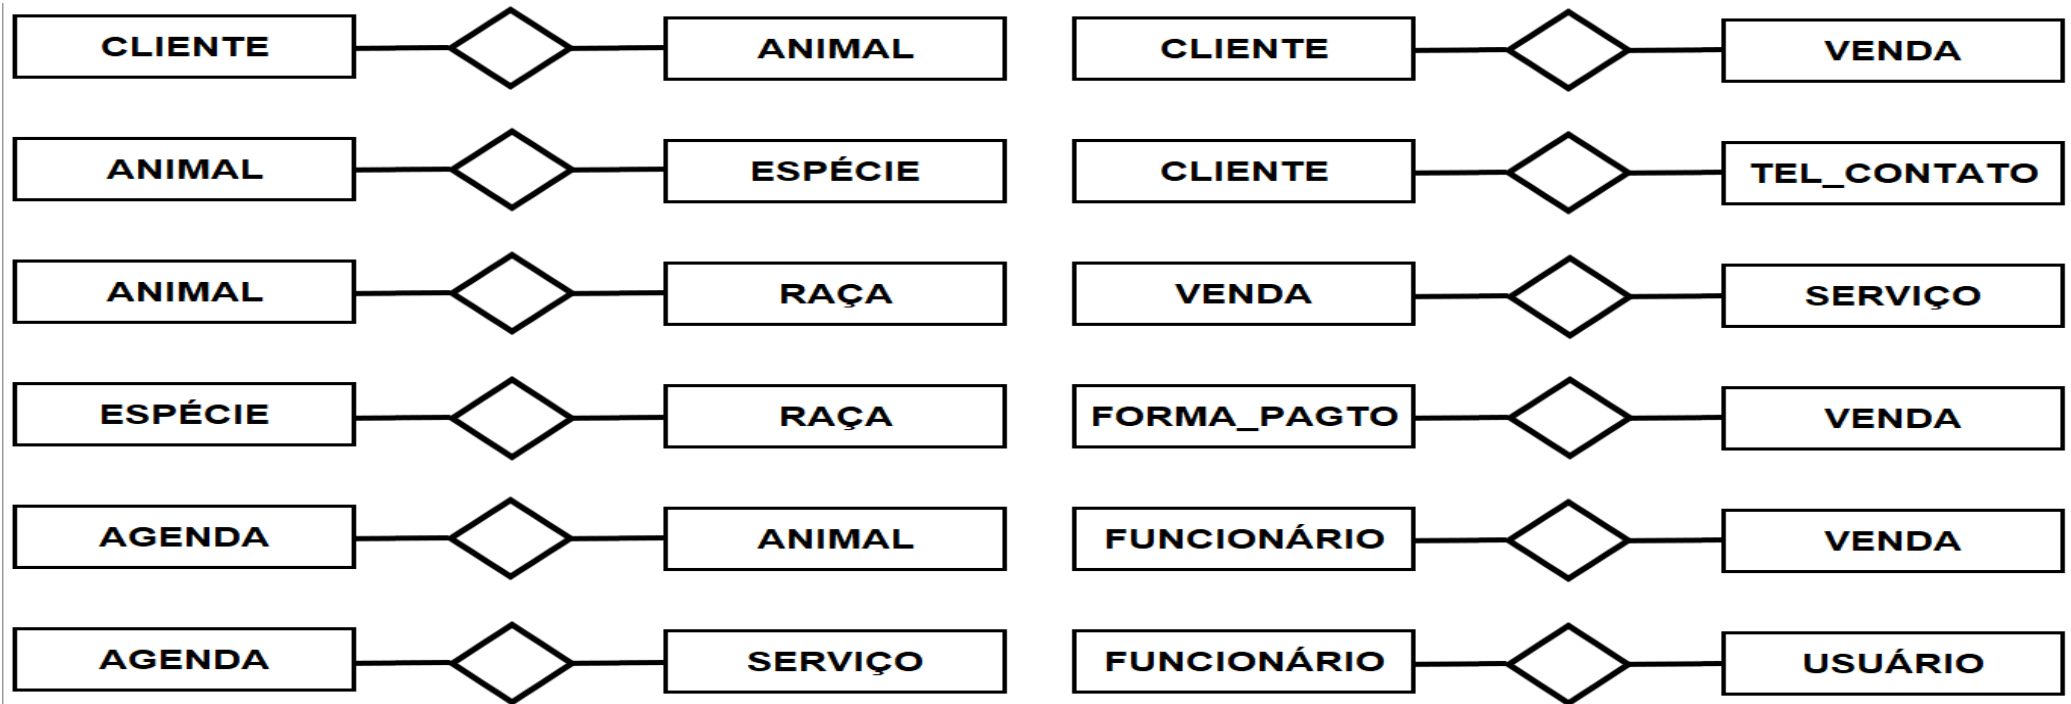 CLIENTE ANIMAL CLIENTE VENDA
ANIMAL ESPÉCIE CLIENTE TEL_CONTATO
ANIMAL RAÇA VENDA SERVIÇO
ESPÉCIE RAÇA FORMA_PAGTO VENDA
AGENDA ANIMAL FUNCIONÁRIO VENDA
AGENDA SERVIÇO FUNCIONÁRIO USUÁRIO